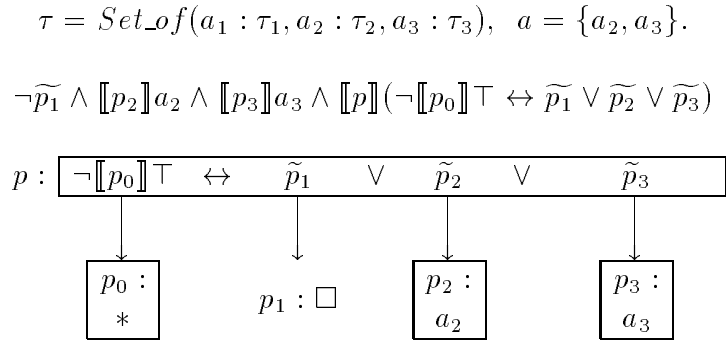 τ = Set_of(a₁ : τ₁, a₂ : τ₂, a₃ : τ₃), a = {a₂, a₃}.
¬p̃₁ ∧ ⟦p₂⟧a₂ ∧ ⟦p₃⟧a₃ ∧ ⟦p⟧(¬⟦p₀⟧⊤ ↔ p̃₁ ∨ p̃₂ ∨ p̃₃)
p : ¬⟦p₀⟧⊤ ↔ p̃₁ ∨ p̃₂ ∨ p̃₃
p₀ : p₁ : □ p₂ : p₃ :
* a₂ a₃